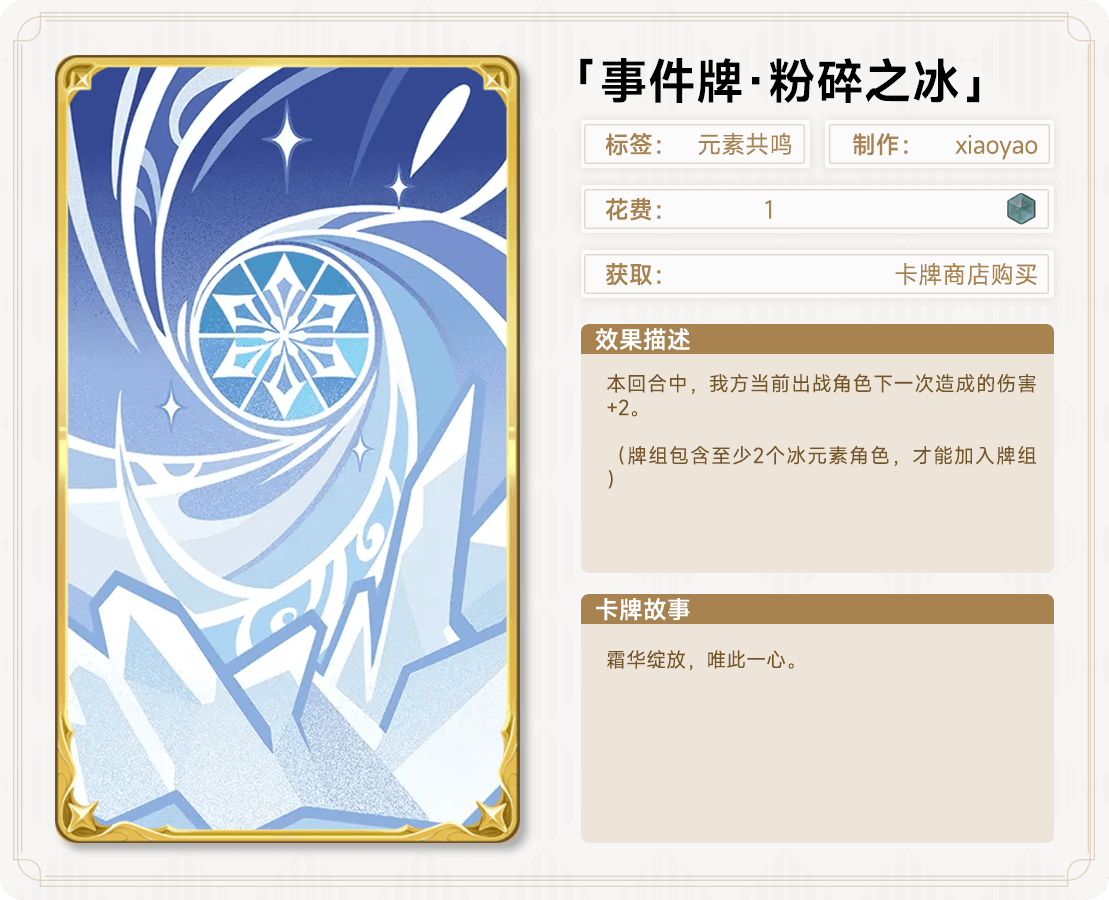 「事件牌·粉碎之冰」
标签： 元素共鸣 制作： xiaoyao
花费： 1
获取： 卡牌商店购买
效果描述
本回合中，我方当前出战角色下一次造成的伤害
+2。
（牌组包含至少2个冰元素角色，才能加入牌组
）
卡牌故事
霜华绽放，唯此一心。